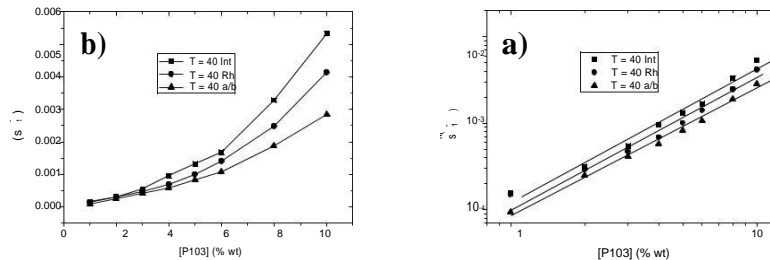 b)
0.006
0.005
0.004
0.003
0.002
0.001
0.000
T = 40 Int
T = 40 Rh
T = 40 a/b
0 2 4 6 8 10
[P103] (% wt)
a)
10-2
10-3
10-4
T = 40 Int
T = 40 Rh
T = 40 a/b
1 10
[P103] (% wt)